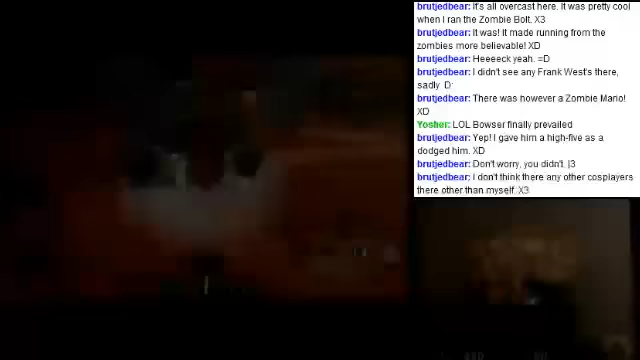 brutjedbear: It's all overcast here. It was pretty cool
when I ran the Zombie Bolt. X3
brutjedbear: It was! It made running from the
zombies more believable! XD
brutjedbear: Heeeeck yeah. =D
brutjedbear: I didn't see any Frank West's there,
sadly D:
brutjedbear: There was however a Zombie Mario!
XD
Yosher: LOL Bowser finally prevailed
brutjedbear: Yep! I gave him a high-five as a
dodged him. XD
brutjedbear: Don't worry, you didn't. |3
brutjedbear: I don't think there any other cosplayers
there other than myself. X3